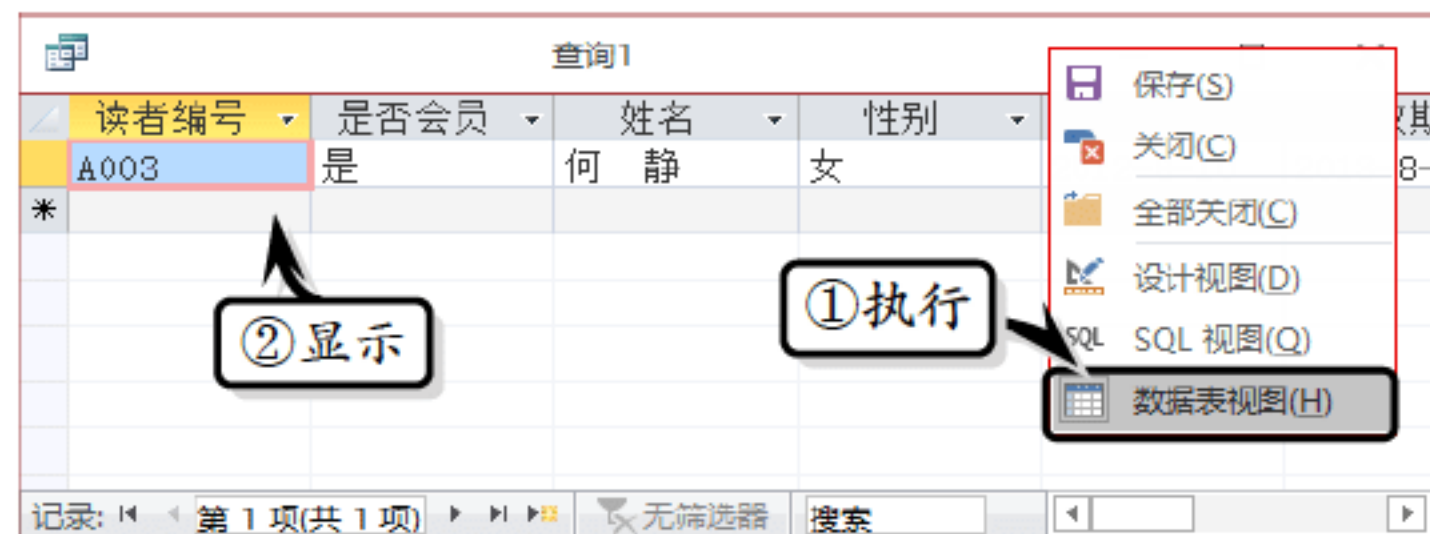 查询1
读者编号 是否会员 姓名 性别
A003 是 何 静 女 8-
②显示
①执行
保存(S)
关闭(C)
全部关闭(C)
设计视图(D)
SQL SQL 视图(Q)
数据表视图(H)
记录: 第 1 项(共 1 项) 无筛选器 搜索